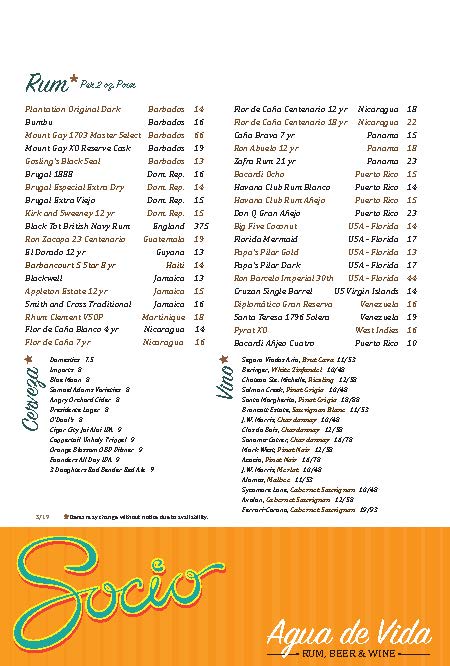 Rum* Per 2 oz. Pour
Plantation Original Dark Barbados 14
Bumbu Barbados 16
Mount Gay 1703 Master Select Barbados 66
Mount Gay XO Reserve Cask Barbados 19
Gosling's Black Seal Barbados 13
Brugal 1888 Dom. Rep. 16
Brugal Especial Extra Dry Dom. Rep. 14
Brugal Extra Viejo Dom. Rep. 15
Kirk and Sweeney 12 yr Dom. Rep. 15
Black Tot British Navy Rum England 375
Ron Zacapa 23 Centenario Guatemala 19
El Dorado 12 yr Guyana 13
Barbancourt 5 Star 8 yr Haiti 14
Blackwell Jamaica 13
Appleton Estate 12 yr Jamaica 15
Smith and Cross Traditional Jamaica 16
Rhum Clement VSOP Martinique 18
Flor de Caña Blanco 4 yr Nicaragua 14
Flor de Caña 7 yr Nicaragua 16
Flor de Caña Centenario 12 yr Nicaragua 18
Flor de Caña Centenario 18 yr Nicaragua 22
Caña Brava 7 yr Panama 15
Ron Abuelo 12 yr Panama 18
Zafra Rum 21 yr Panama 23
Bacardi Ocho Puerto Rico 15
Havana Club Rum Blanco Puerto Rico 14
Havana Club Rum Añejo Puerto Rico 15
Don Q Gran Añejo Puerto Rico 23
Big Five Coconut USA - Florida 14
Florida Mermaid USA - Florida 17
Papa's Pilar Gold USA - Florida 13
Papa's Pilar Dark USA - Florida 17
Ron Barcelo Imperial 30th USA - Florida 44
Cruzan Single Barrel US Virgin Islands 14
Diplomático Gran Reserva Venezuela 16
Santa Teresa 1796 Solera Venezuela 19
Pyrat XO West Indies 16
Bacardi Añejo Cuatro Puerto Rico 10
Cerveza*
Domestics 7.5
Imports 8
Blue Moon 8
Samuel Adams Varieties 8
Angry Orchard Cider 8
Presidente Lager 8
O'Doul's 8
Cigar City Jai Alai IPA 9
Coppertail Unholy Trippel 9
Orange Blossom OBP Pilsner 9
Founders All Day IPA 9
3 Daughters Rod Bender Red Ale 9
Vino*
Segura Viudas Aria, Brut Cava 11/53
Beringer, White Zinfandel 10/48
Chateau Ste. Michelle, Riesling 12/58
Salmon Creek, Pinot Grigio 10/48
Santa Margherita, Pinot Grigio 18/88
Brancott Estate, Sauvignon Blanc 11/53
J.W. Morris, Chardonnay 10/48
Clos du Bois, Chardonnay 12/58
Sonoma-Cutrer, Chardonnay 16/78
Mark West, Pinot Noir 12/58
Acacia, Pinot Noir 16/78
J.W. Morris, Merlot 10/48
Alamos, Malbec 11/53
Sycamore Lane, Cabernet Sauvignon 10/48
Avalon, Cabernet Sauvignon 12/58
Ferrari-Carano, Cabernet Sauvignon 19/93
3/19 *Items may change without notice due to availability.
Socio
Agua de Vida
RUM, BEER & WINE